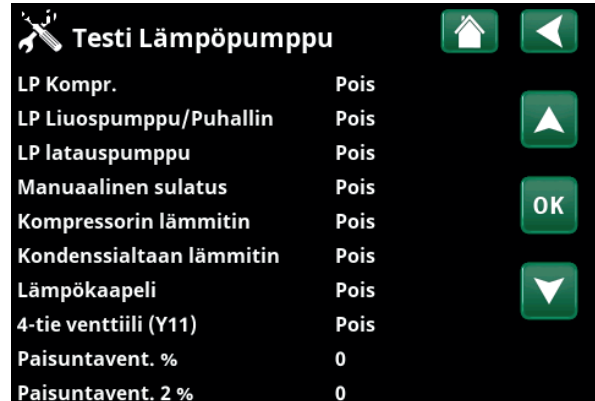 Testi Lämpöpumppu
LP Kompr. Pois
LP Liuospumppu/Puhallin Pois
OK
LP latauspumppu Pois
Manuaalinen sulatus Pois
Kompressorin lämmitin Pois
Kondenssialtaan lämmitin Pois
Lämpökaapeli Pois
4-tie venttiili (Y11) Pois
Paisuntavent. % 0
Paisuntavent. 2 % 0